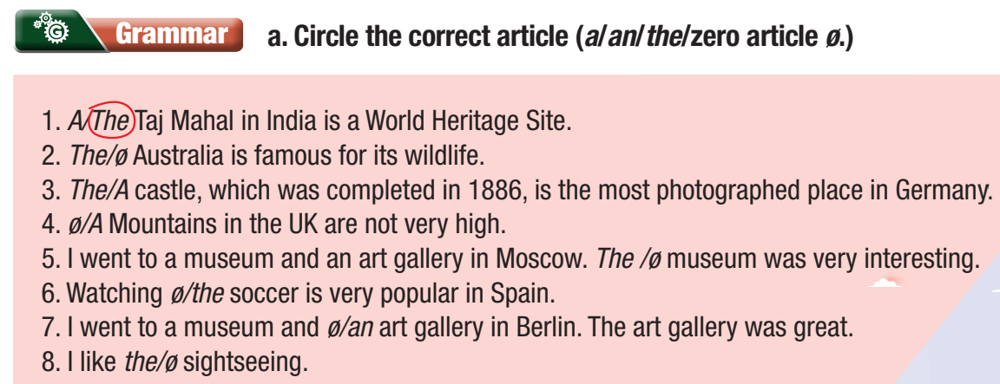 G Grammar a. Circle the correct article (a/an/the/zero article ø.)
1. A/The Taj Mahal in India is a World Heritage Site.
2. The/ø Australia is famous for its wildlife.
3. The/A castle, which was completed in 1886, is the most photographed place in Germany.
4. ø/A Mountains in the UK are not very high.
5. I went to a museum and an art gallery in Moscow. The /ø museum was very interesting.
6. Watching ø/the soccer is very popular in Spain.
7. I went to a museum and ø/an art gallery in Berlin. The art gallery was great.
8. I like the/ø sightseeing.